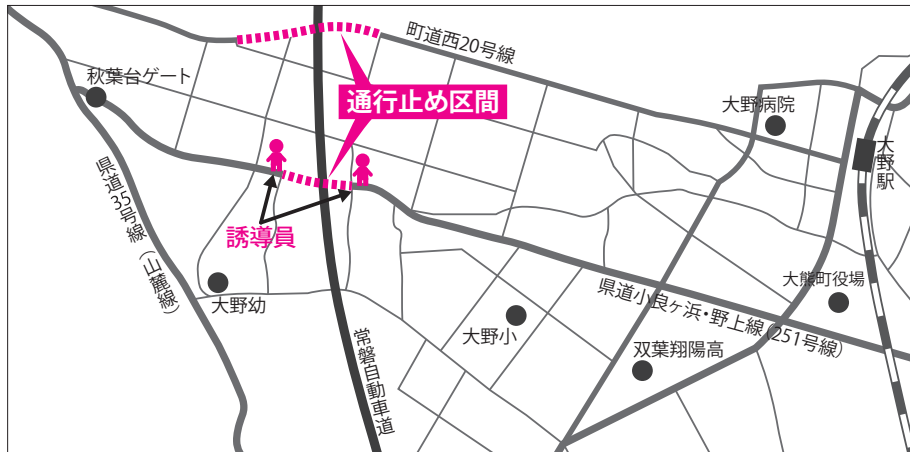 町道西20号線
秋葉台ゲート
通行止め区間
大野病院
大野駅
県道35号線(山麓線)
誘導員
大野幼
大熊町役場
県道小良ヶ浜・野上線(251号線)
大野小
双葉翔陽高
常磐自動車道